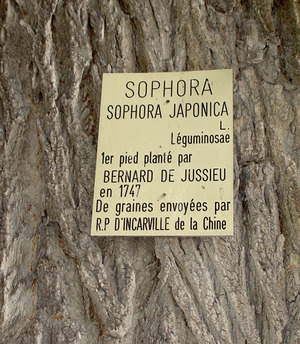 SOPHORA
SOPHORA JAPONICA
L.
Léguminosae
1er pied planté par
BERNARD DE JUSSIEU
en 1747
De graines envoyées par
R.P D'INCARVILLE de la Chine